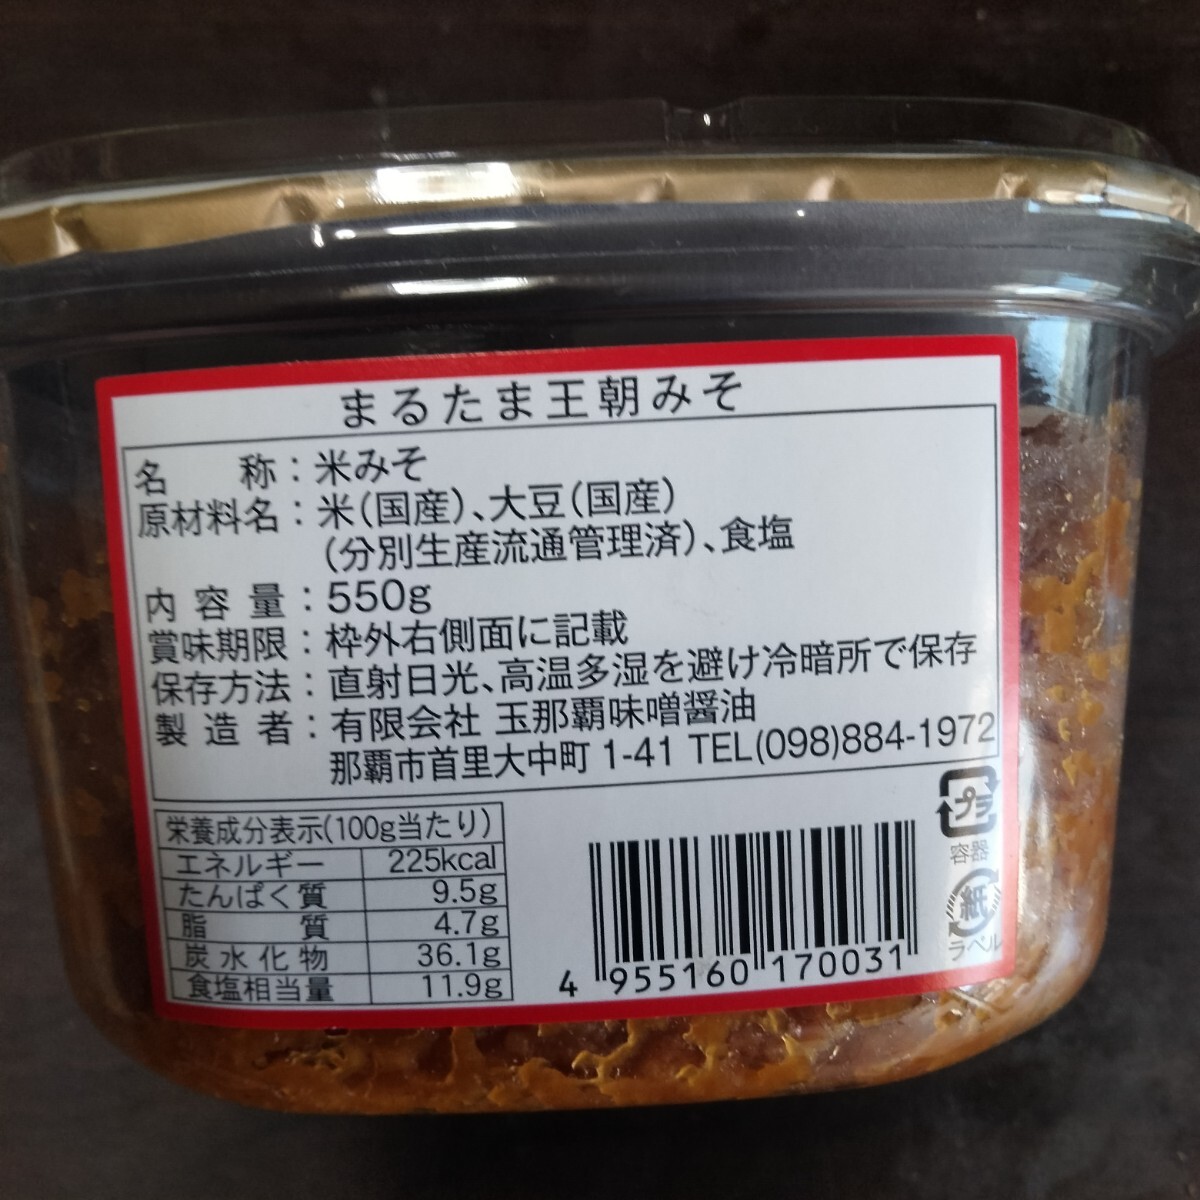 まるたま王朝みそ
名称：米みそ
原材料名：米(国産)、大豆(国産)
(分別生産流通管理済)、食塩
内容量：550g
賞味期限：枠外右側面に記載
保存方法：直射日光、高温多湿を避け冷暗所で保存
製造者：有限会社 玉那覇味噌醤油
那覇市首里大中町 1-41 TEL(098)884-1972
栄養成分表示(100g当たり)
エネルギー 225kcal
たんぱく質 9.5g
脂質 4.7g
炭水化物 36.1g
食塩相当量 11.9g
4 955160 170031
プラ
容器
紙
ラベル